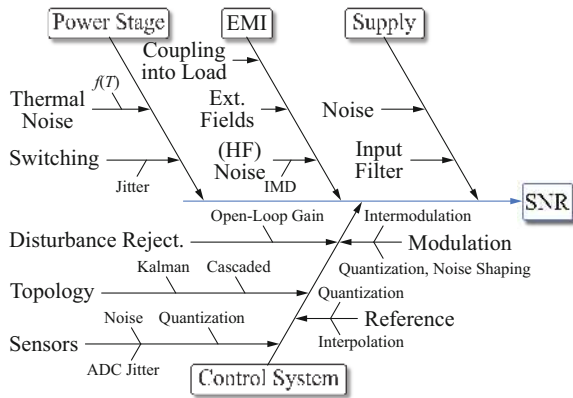 Power Stage
EMI
Supply
Coupling
into Load
f(T)
Thermal
Noise
Ext.
Fields
Noise
Switching
Jitter
(HF)
Noise
IMD
Input
Filter
SNR
Open-Loop Gain
Intermodulation
Disturbance Reject.
Modulation
Quantization, Noise Shaping
Kalman
Cascaded
Topology
Quantization
Reference
Interpolation
Noise
Quantization
Sensors
ADC Jitter
Control System